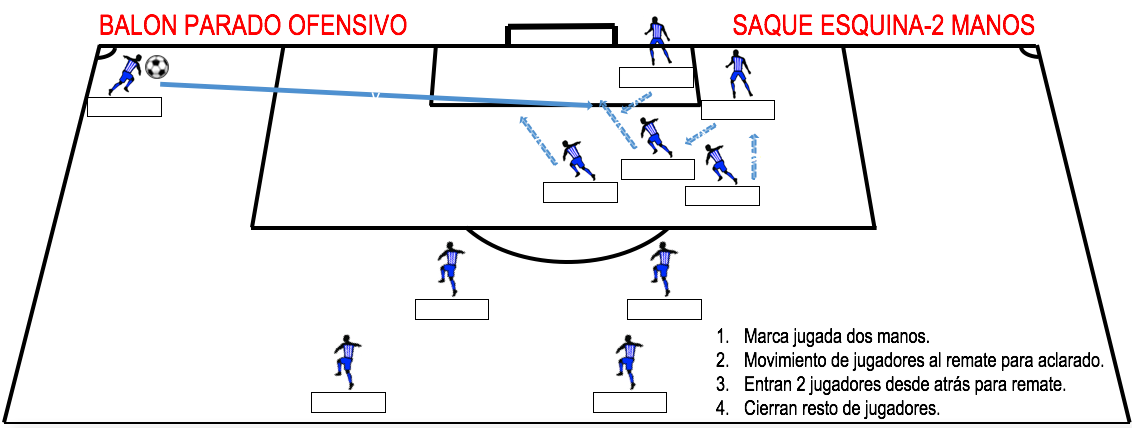 BALON PARADO OFENSIVO
SAQUE ESQUINA-2 MANOS
1. Marca jugada dos manos.
2. Movimiento de jugadores al remate para aclarado.
3. Entran 2 jugadores desde atrás para remate.
4. Cierran resto de jugadores.